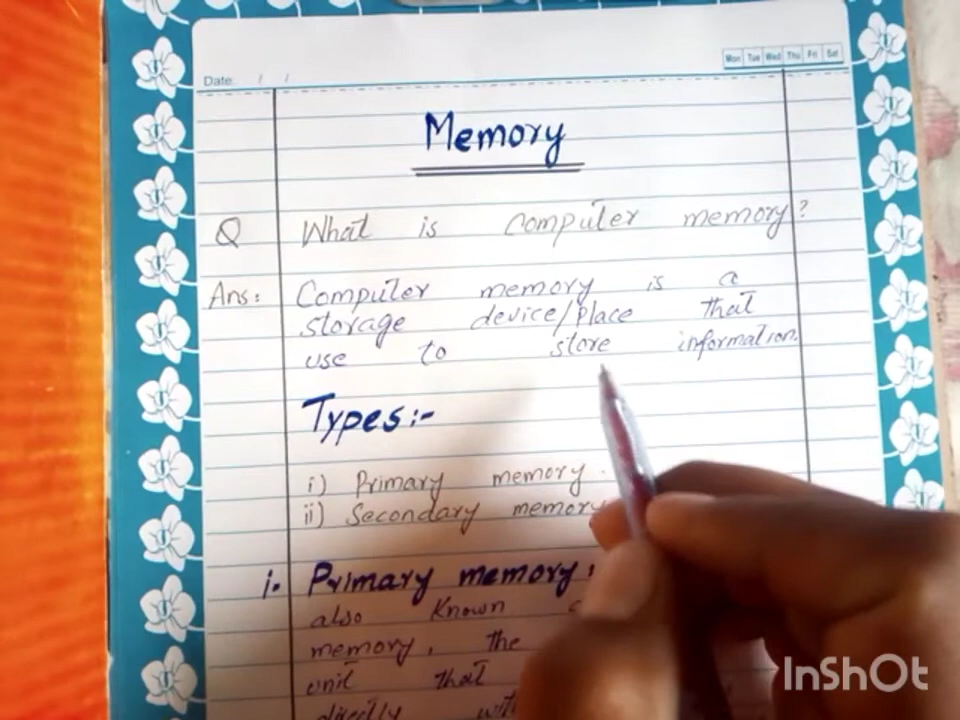 Date: / /
Mon Tue Wed Thu Fri Sat
Memory
Q What is computer memory?
Ans: Computer memory is a
storage device/place that
use to store information.
Types:-
i) Primary memory.
ii) Secondary memory
i. Primary memory:
also known
memory, the
unit that
directly
InShOt